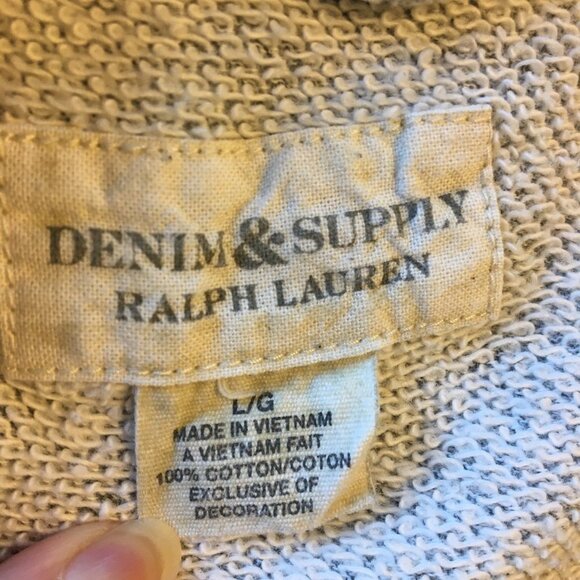 DENIM&SUPPLY
RALPH LAUREN
L/G
MADE IN VIETNAM
A VIETNAM FAIT
100% COTTON/COTON
EXCLUSIVE OF
DECORATION